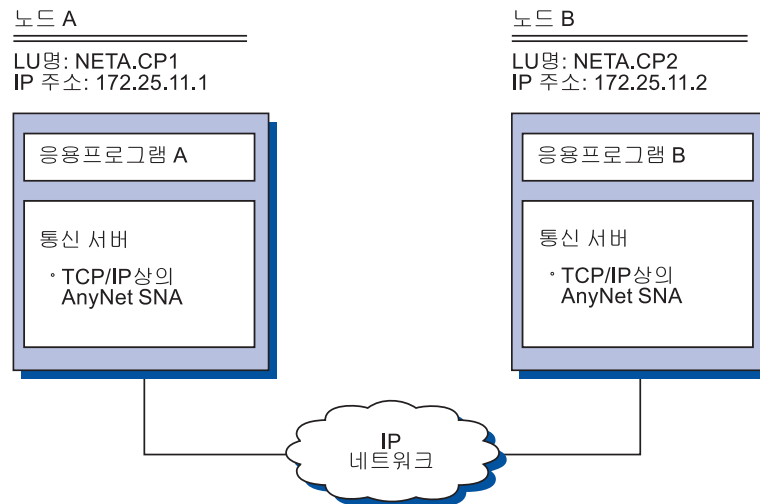 노드 A
LU명: NETA.CP1
IP 주소: 172.25.11.1
응용프로그램 A
통신 서버
° TCP/IP상의
AnyNet SNA
노드 B
LU명: NETA.CP2
IP 주소: 172.25.11.2
응용프로그램 B
통신 서버
° TCP/IP상의
AnyNet SNA
IP
네트워크